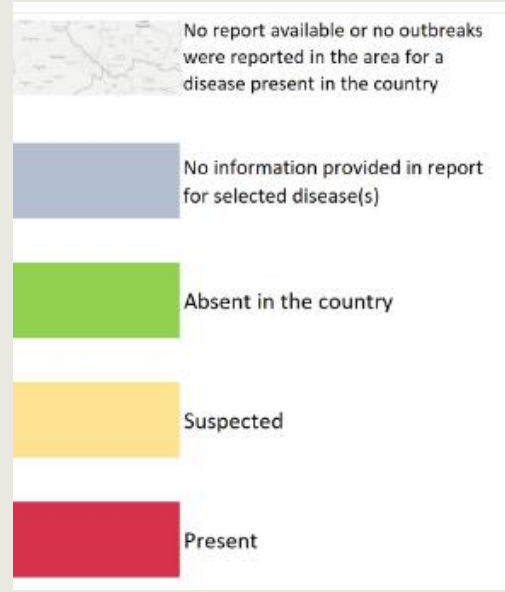 No report available or no outbreaks
were reported in the area for a
disease present in the country
No information provided in report
for selected disease(s)
Absent in the country
Suspected
Present